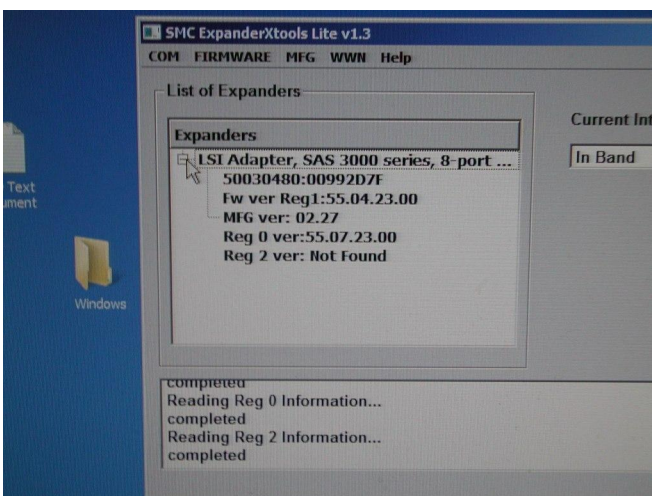 SMC ExpanderXtools Lite v1.3
COM FIRMWARE MFG WWN Help
List of Expanders
Current Int
Expanders
In Band
LSI Adapter, SAS 3000 series, 8-port ...
50030480:00992D7F
Fw ver Reg1:55.04.23.00
MFG ver: 02.27
Reg 0 ver:55.07.23.00
Reg 2 ver: Not Found
Text
ument
Windows
completed
Reading Reg 0 Information...
completed
Reading Reg 2 Information...
completed